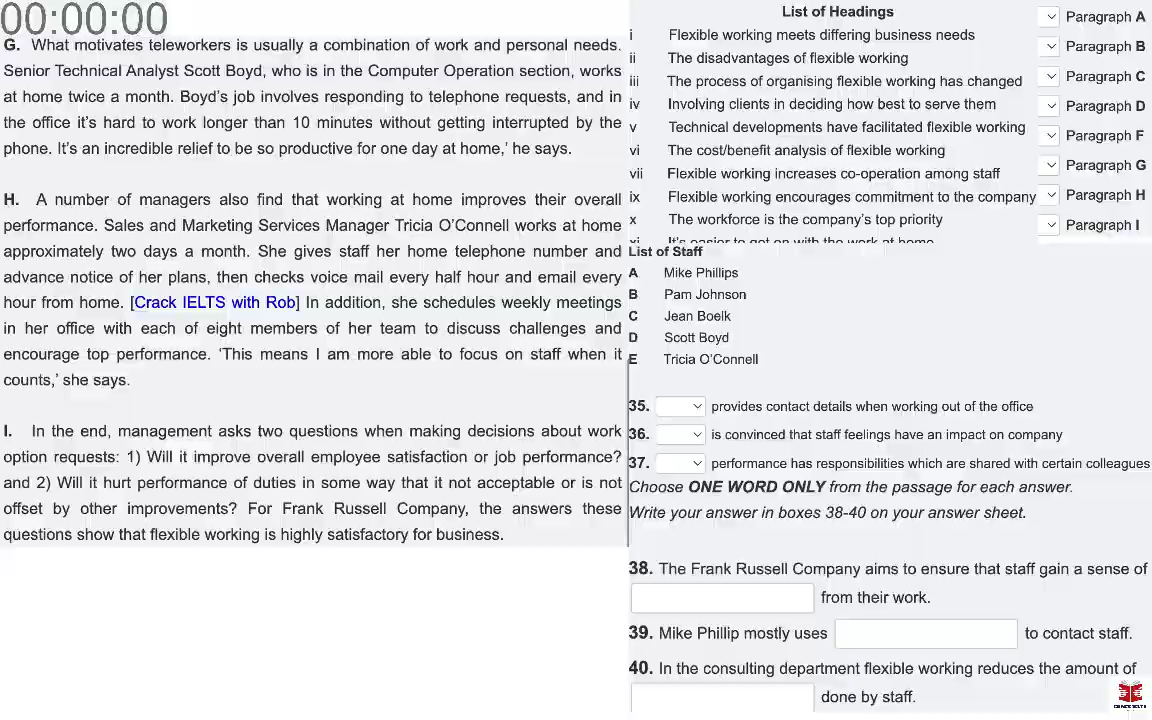 00:00:00
G. What motivates teleworkers is usually a combination of work and personal needs.
Senior Technical Analyst Scott Boyd, who is in the Computer Operation section, works
at home twice a month. Boyd's job involves responding to telephone requests, and in
the office it's hard to work longer than 10 minutes without getting interrupted by the
phone. It's an incredible relief to be so productive for one day at home,' he says.
H. A number of managers also find that working at home improves their overall
performance. Sales and Marketing Services Manager Tricia O'Connell works at home
approximately two days a month. She gives staff her home telephone number and
advance notice of her plans, then checks voice mail every half hour and email every
hour from home. [Crack IELTS with Rob] In addition, she schedules weekly meetings
in her office with each of eight members of her team to discuss challenges and
encourage top performance. 'This means I am more able to focus on staff when it
counts,' she says.
I. In the end, management asks two questions when making decisions about work
option requests: 1) Will it improve overall employee satisfaction or job performance?
and 2) Will it hurt performance of duties in some way that it not acceptable or is not
offset by other improvements? For Frank Russell Company, the answers these
questions show that flexible working is highly satisfactory for business.
List of Headings
i Flexible working meets differing business needs
ii The disadvantages of flexible working
iii The process of organising flexible working has changed
iv Involving clients in deciding how best to serve them
v Technical developments have facilitated flexible working
vi The cost/benefit analysis of flexible working
vii Flexible working increases co-operation among staff
ix Flexible working encourages commitment to the company
x The workforce is the company's top priority
xi It's easier to get on with the work at home
Paragraph A
Paragraph B
Paragraph C
Paragraph D
Paragraph F
Paragraph G
Paragraph H
Paragraph I
List of Staff
A Mike Phillips
B Pam Johnson
C Jean Boelk
D Scott Boyd
E Tricia O'Connell
35. provides contact details when working out of the office
36. is convinced that staff feelings have an impact on company
37. performance has responsibilities which are shared with certain colleagues
Choose ONE WORD ONLY from the passage for each answer.
Write your answer in boxes 38-40 on your answer sheet.
38. The Frank Russell Company aims to ensure that staff gain a sense of
from their work.
39. Mike Phillip mostly uses to contact staff.
40. In the consulting department flexible working reduces the amount of
done by staff.